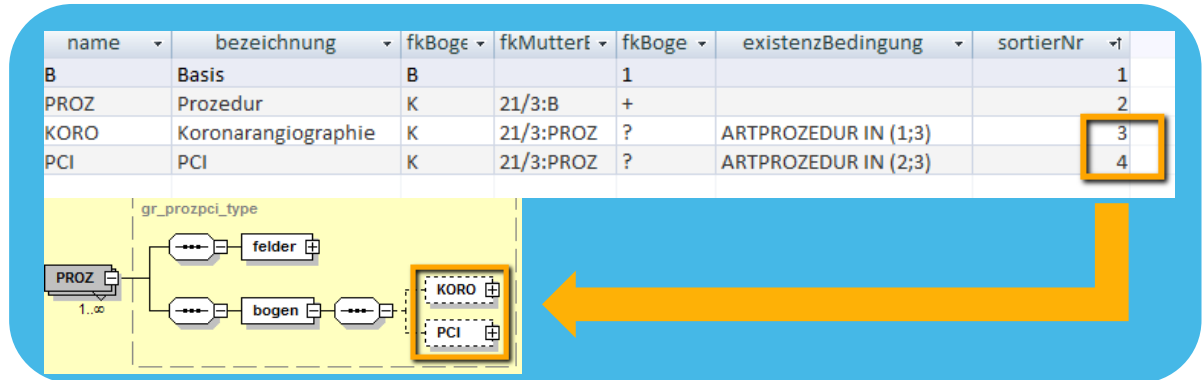 name bezeichnung fkBoge fkMutterE fkBoge existenzBedingung sortierNr
B Basis B 1 1
PROZ Prozedur K 21/3:B + 2
KORO Koronarangiographie K 21/3:PROZ ? ARTPROZEDUR IN (1;3) 3
PCI PCI K 21/3:PROZ ? ARTPROZEDUR IN (2;3) 4
gr_prozpci_type
felder
PROZ
1..∞
bogen
KORO
PCI